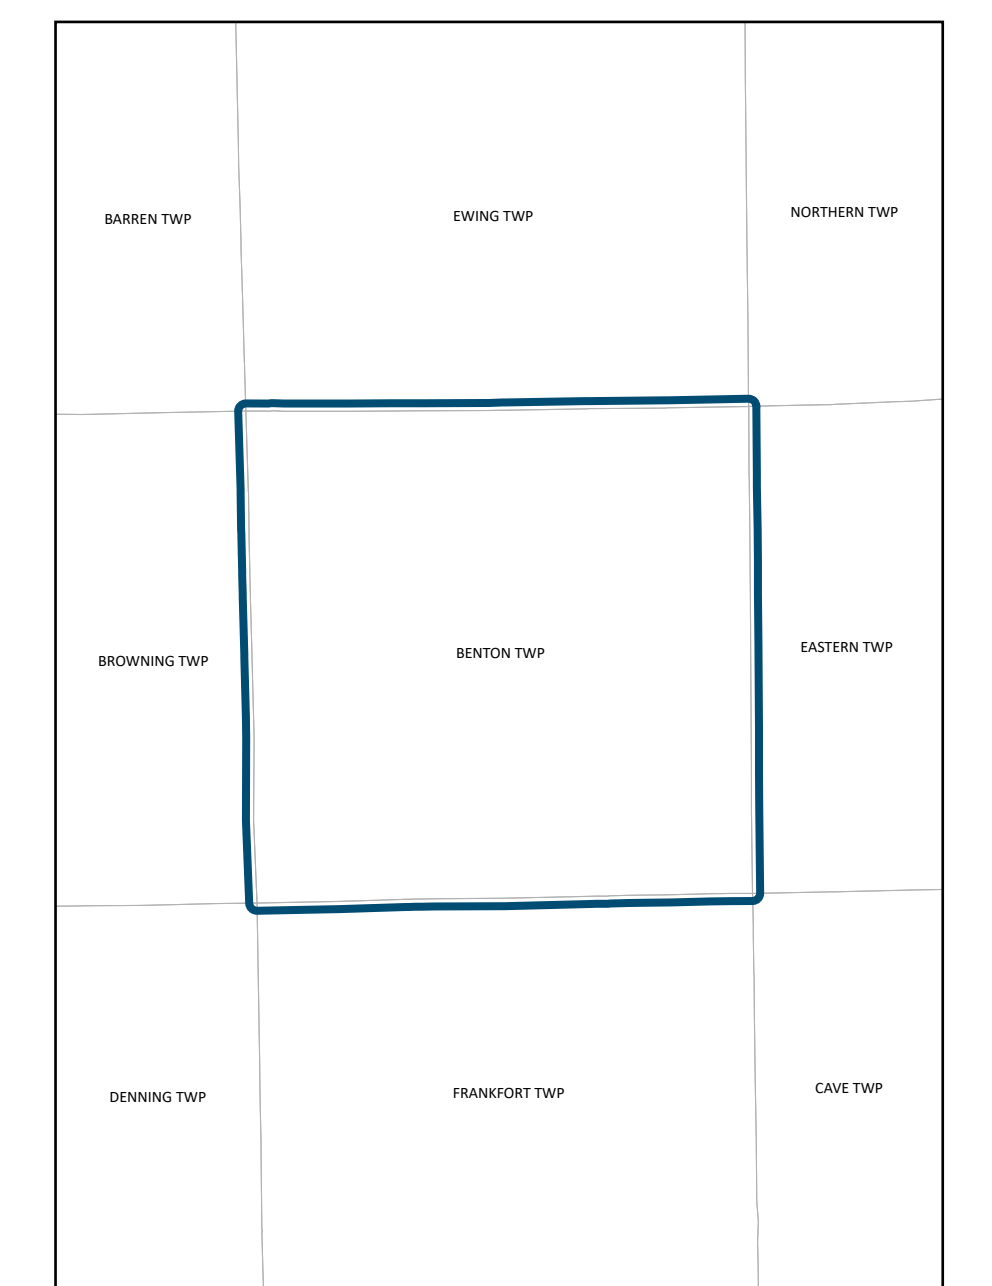 BARREN TWP
EWING TWP
NORTHERN TWP
BROWNING TWP
BENTON TWP
EASTERN TWP
DENNING TWP
FRANKFORT TWP
CAVE TWP